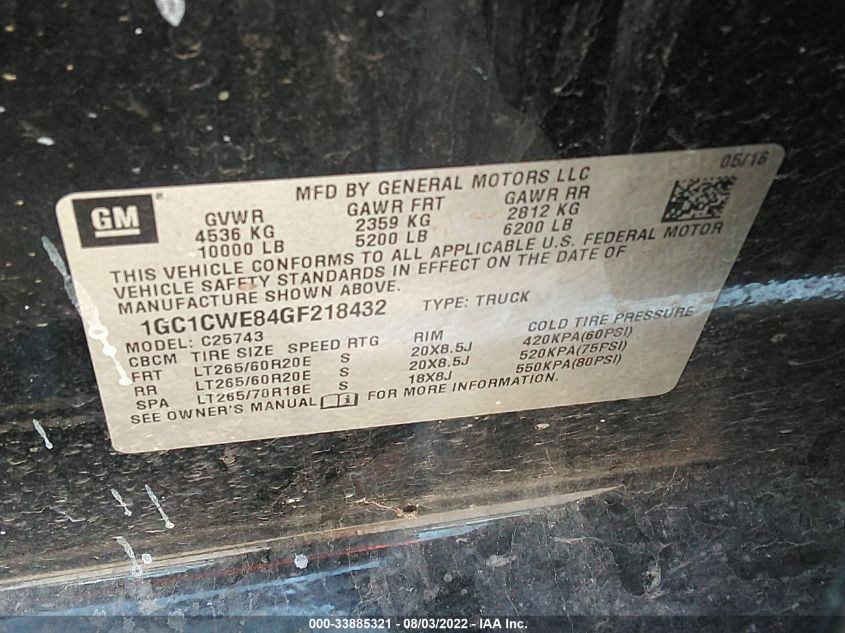 05/16
GM
MFD BY GENERAL MOTORS LLC
GVWR GAWR FRT GAWR RR
4536 KG 2359 KG 2812 KG
10000 LB 5200 LB 6200 LB
THIS VEHICLE CONFORMS TO ALL APPLICABLE U.S. FEDERAL MOTOR
VEHICLE SAFETY STANDARDS IN EFFECT ON THE DATE OF
MANUFACTURE SHOWN ABOVE.
1GC1CWE84GF218432 TYPE: TRUCK
MODEL: C25743
CBCM TIRE SIZE SPEED RTG RIM COLD TIRE PRESSURE
FRT LT265/60R20E S 20X8.5J 420KPA(60PSI)
RR LT265/60R20E S 20X8.5J 520KPA(75PSI)
SPA LT265/70R18E S 18X8J 550KPA(80PSI)
SEE OWNER'S MANUAL FOR MORE INFORMATION.
000-33885321 - 08/03/2022 - IAA Inc.